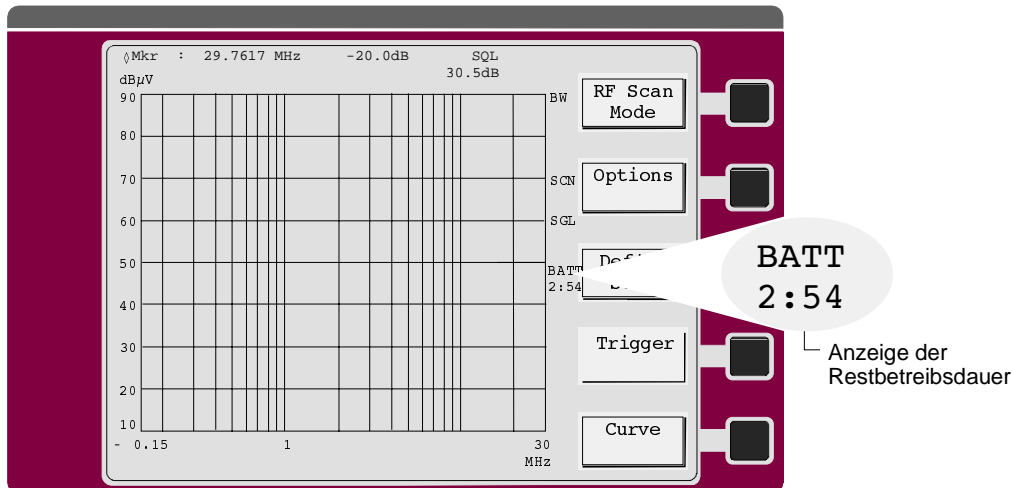 ◊Mkr : 29.7617 MHz -20.0dB SQL
30.5dB
dBµV
90
80
70
60
50
40
30
20
10
- 0.15 1 30
MHz
BW
SCN
SGL
BATT
2:54
RF Scan
Mode
Options
Trigger
Curve
BATT
2:54
Anzeige der
Restbetreibsdauer